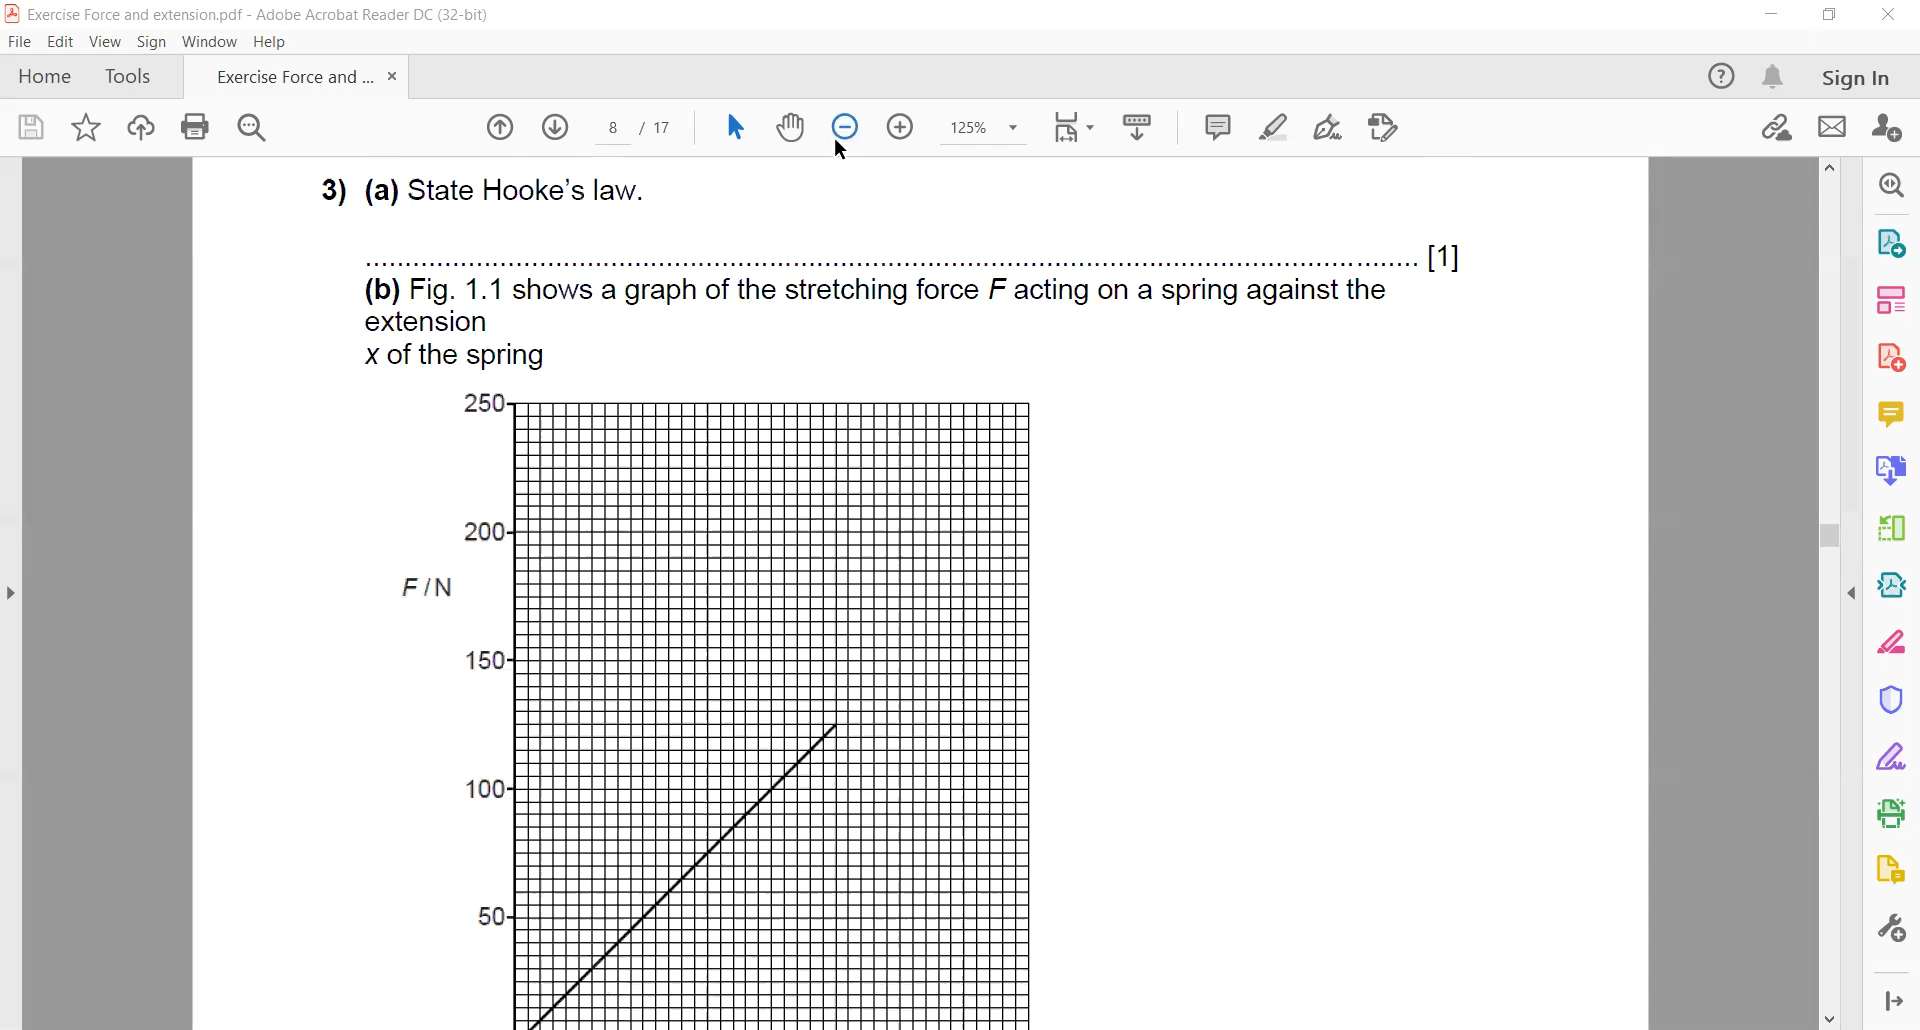 Exercise Force and extension.pdf - Adobe Acrobat Reader DC (32-bit)
File Edit View Sign Window Help
Home Tools Exercise Force and ... × Sign In
8 / 17 125%
3) (a) State Hooke's law.
.................................................................................................................................... [1]
(b) Fig. 1.1 shows a graph of the stretching force F acting on a spring against the
extension
x of the spring
250
200
F / N
150
100
50